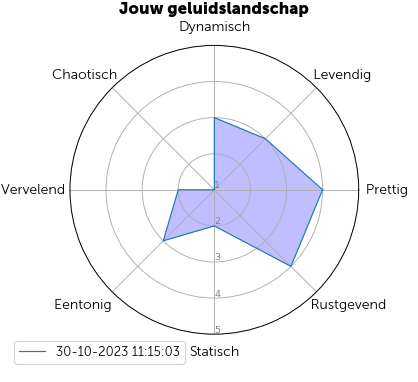 Jouw geluidslandschap
Dynamisch
Chaotisch
Levendig
Vervelend
1
Prettig
2
3
4
Eentonig
Rustgevend
5
30-10-2023 11:15:03
Statisch